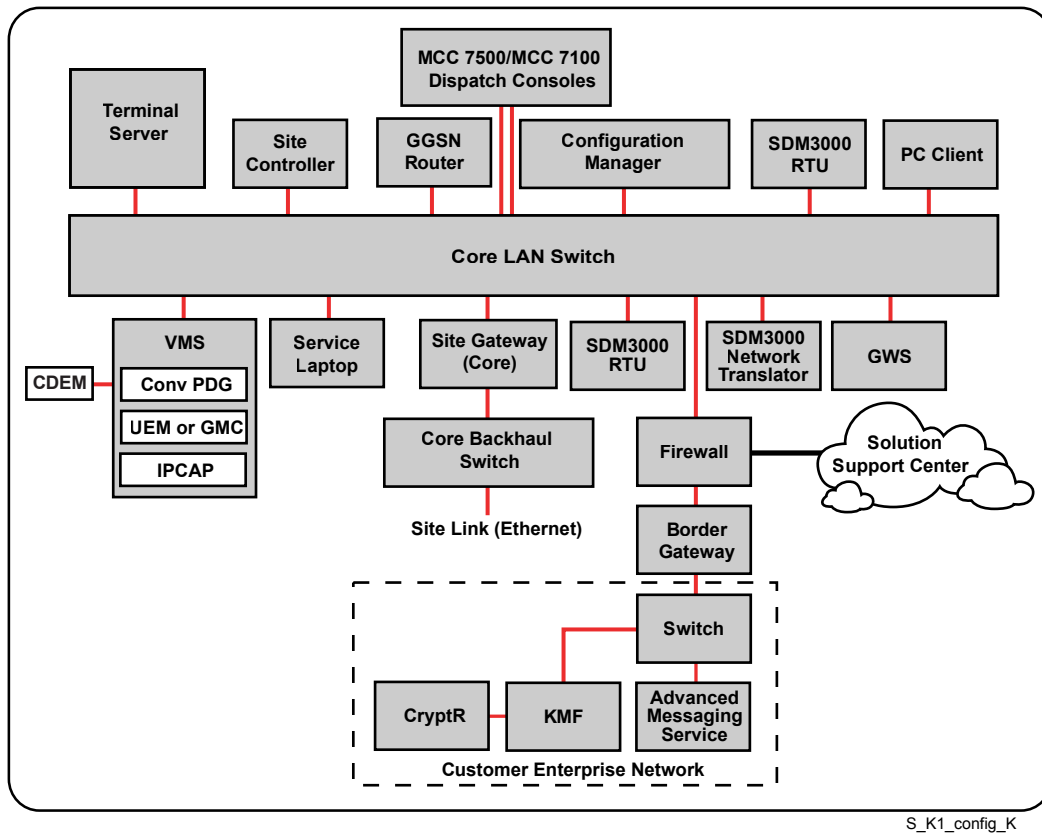 MCC 7500/MCC 7100
Dispatch Consoles
Terminal
Server
Site
Controller
GGSN
Router
Configuration
Manager
SDM3000
RTU
PC Client
Core LAN Switch
VMS
Conv PDG
UEM or GMC
IPCAP
CDEM
Service
Laptop
Site Gateway
(Core)
SDM3000
RTU
SDM3000
Network
Translator
GWS
Core Backhaul
Switch
Firewall
Solution
Support Center
Site Link (Ethernet)
Border
Gateway
Switch
CryptR
KMF
Advanced
Messaging
Service
Customer Enterprise Network
S_K1_config_K